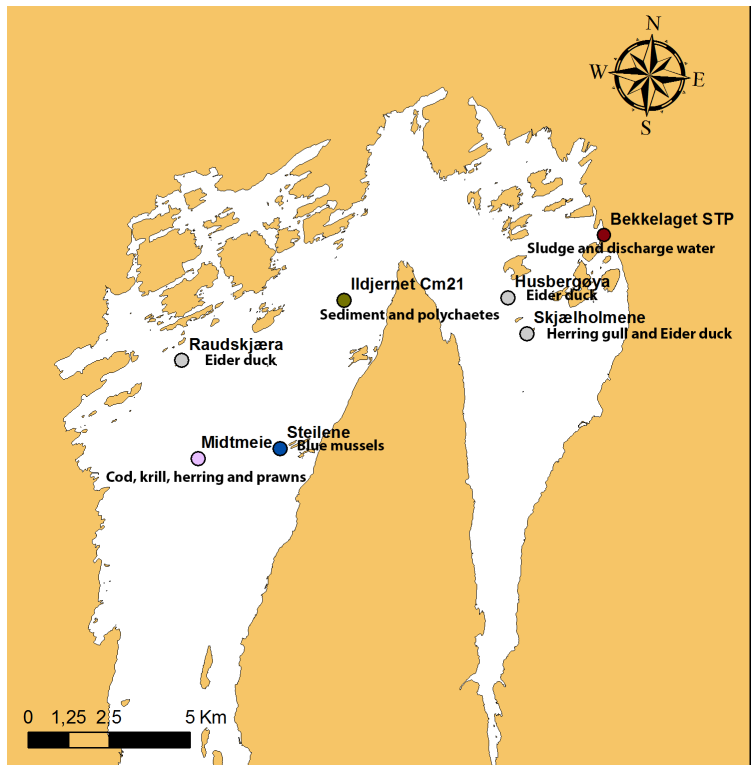 N
W
E
S
Bekkelaget STP
Sludge and discharge water
Ildjernet Cm21
Sediment and polychaetes
Husbergøya
Eider duck
Skjælholmene
Herring gull and Eider duck
Raudskjæra
Eider duck
Steilene
Blue mussels
Midtmeie
Cod, krill, herring and prawns
0 1,25 2,5 5 Km